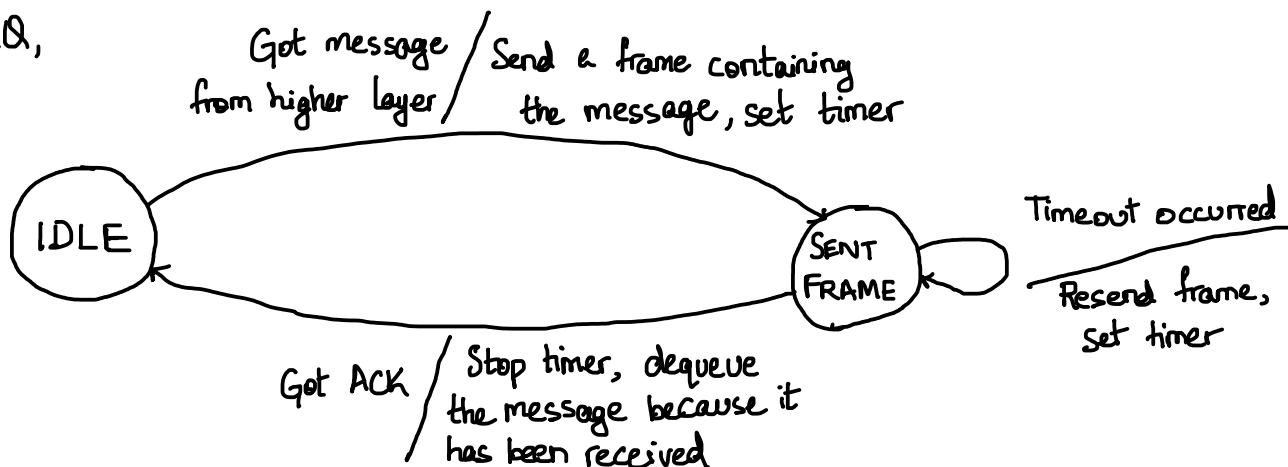 Q,
Got message
from higher layer
Send a frame containing
the message, set timer
IDLE
SENT
FRAME
Timeout occurred
Resend frame,
set timer
Got ACK
Stop timer, dequeue
the message because it
has been received